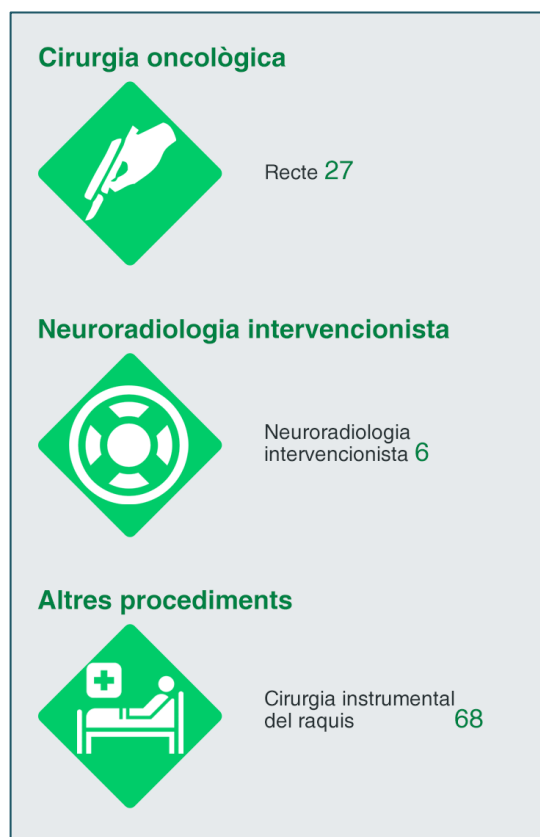 Cirurgia oncològica
Recte 27
Neuroradiologia intervencionista
Neuroradiologia
intervencionista 6
Altres procediments
Cirurgia instrumental
del raquis 68